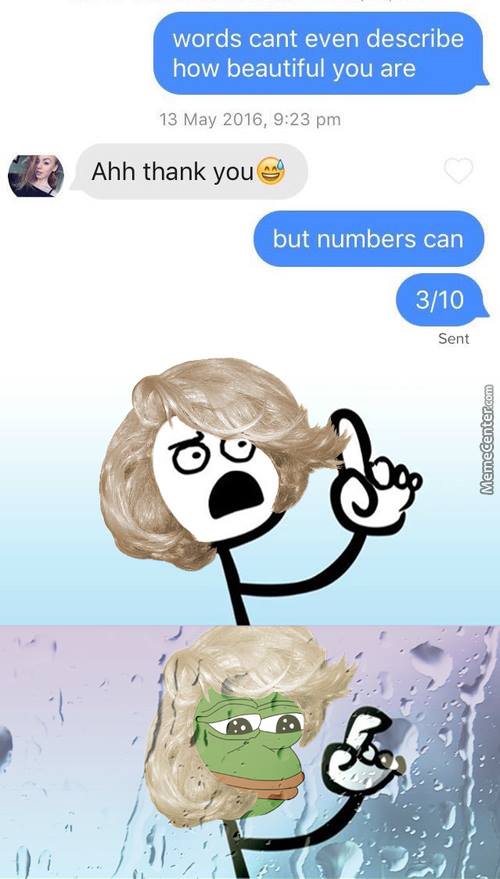 words cant even describe
how beautiful you are
13 May 2016, 9:23 pm
Ahh thank you😅
but numbers can
3/10
Sent
MemeCenter.com